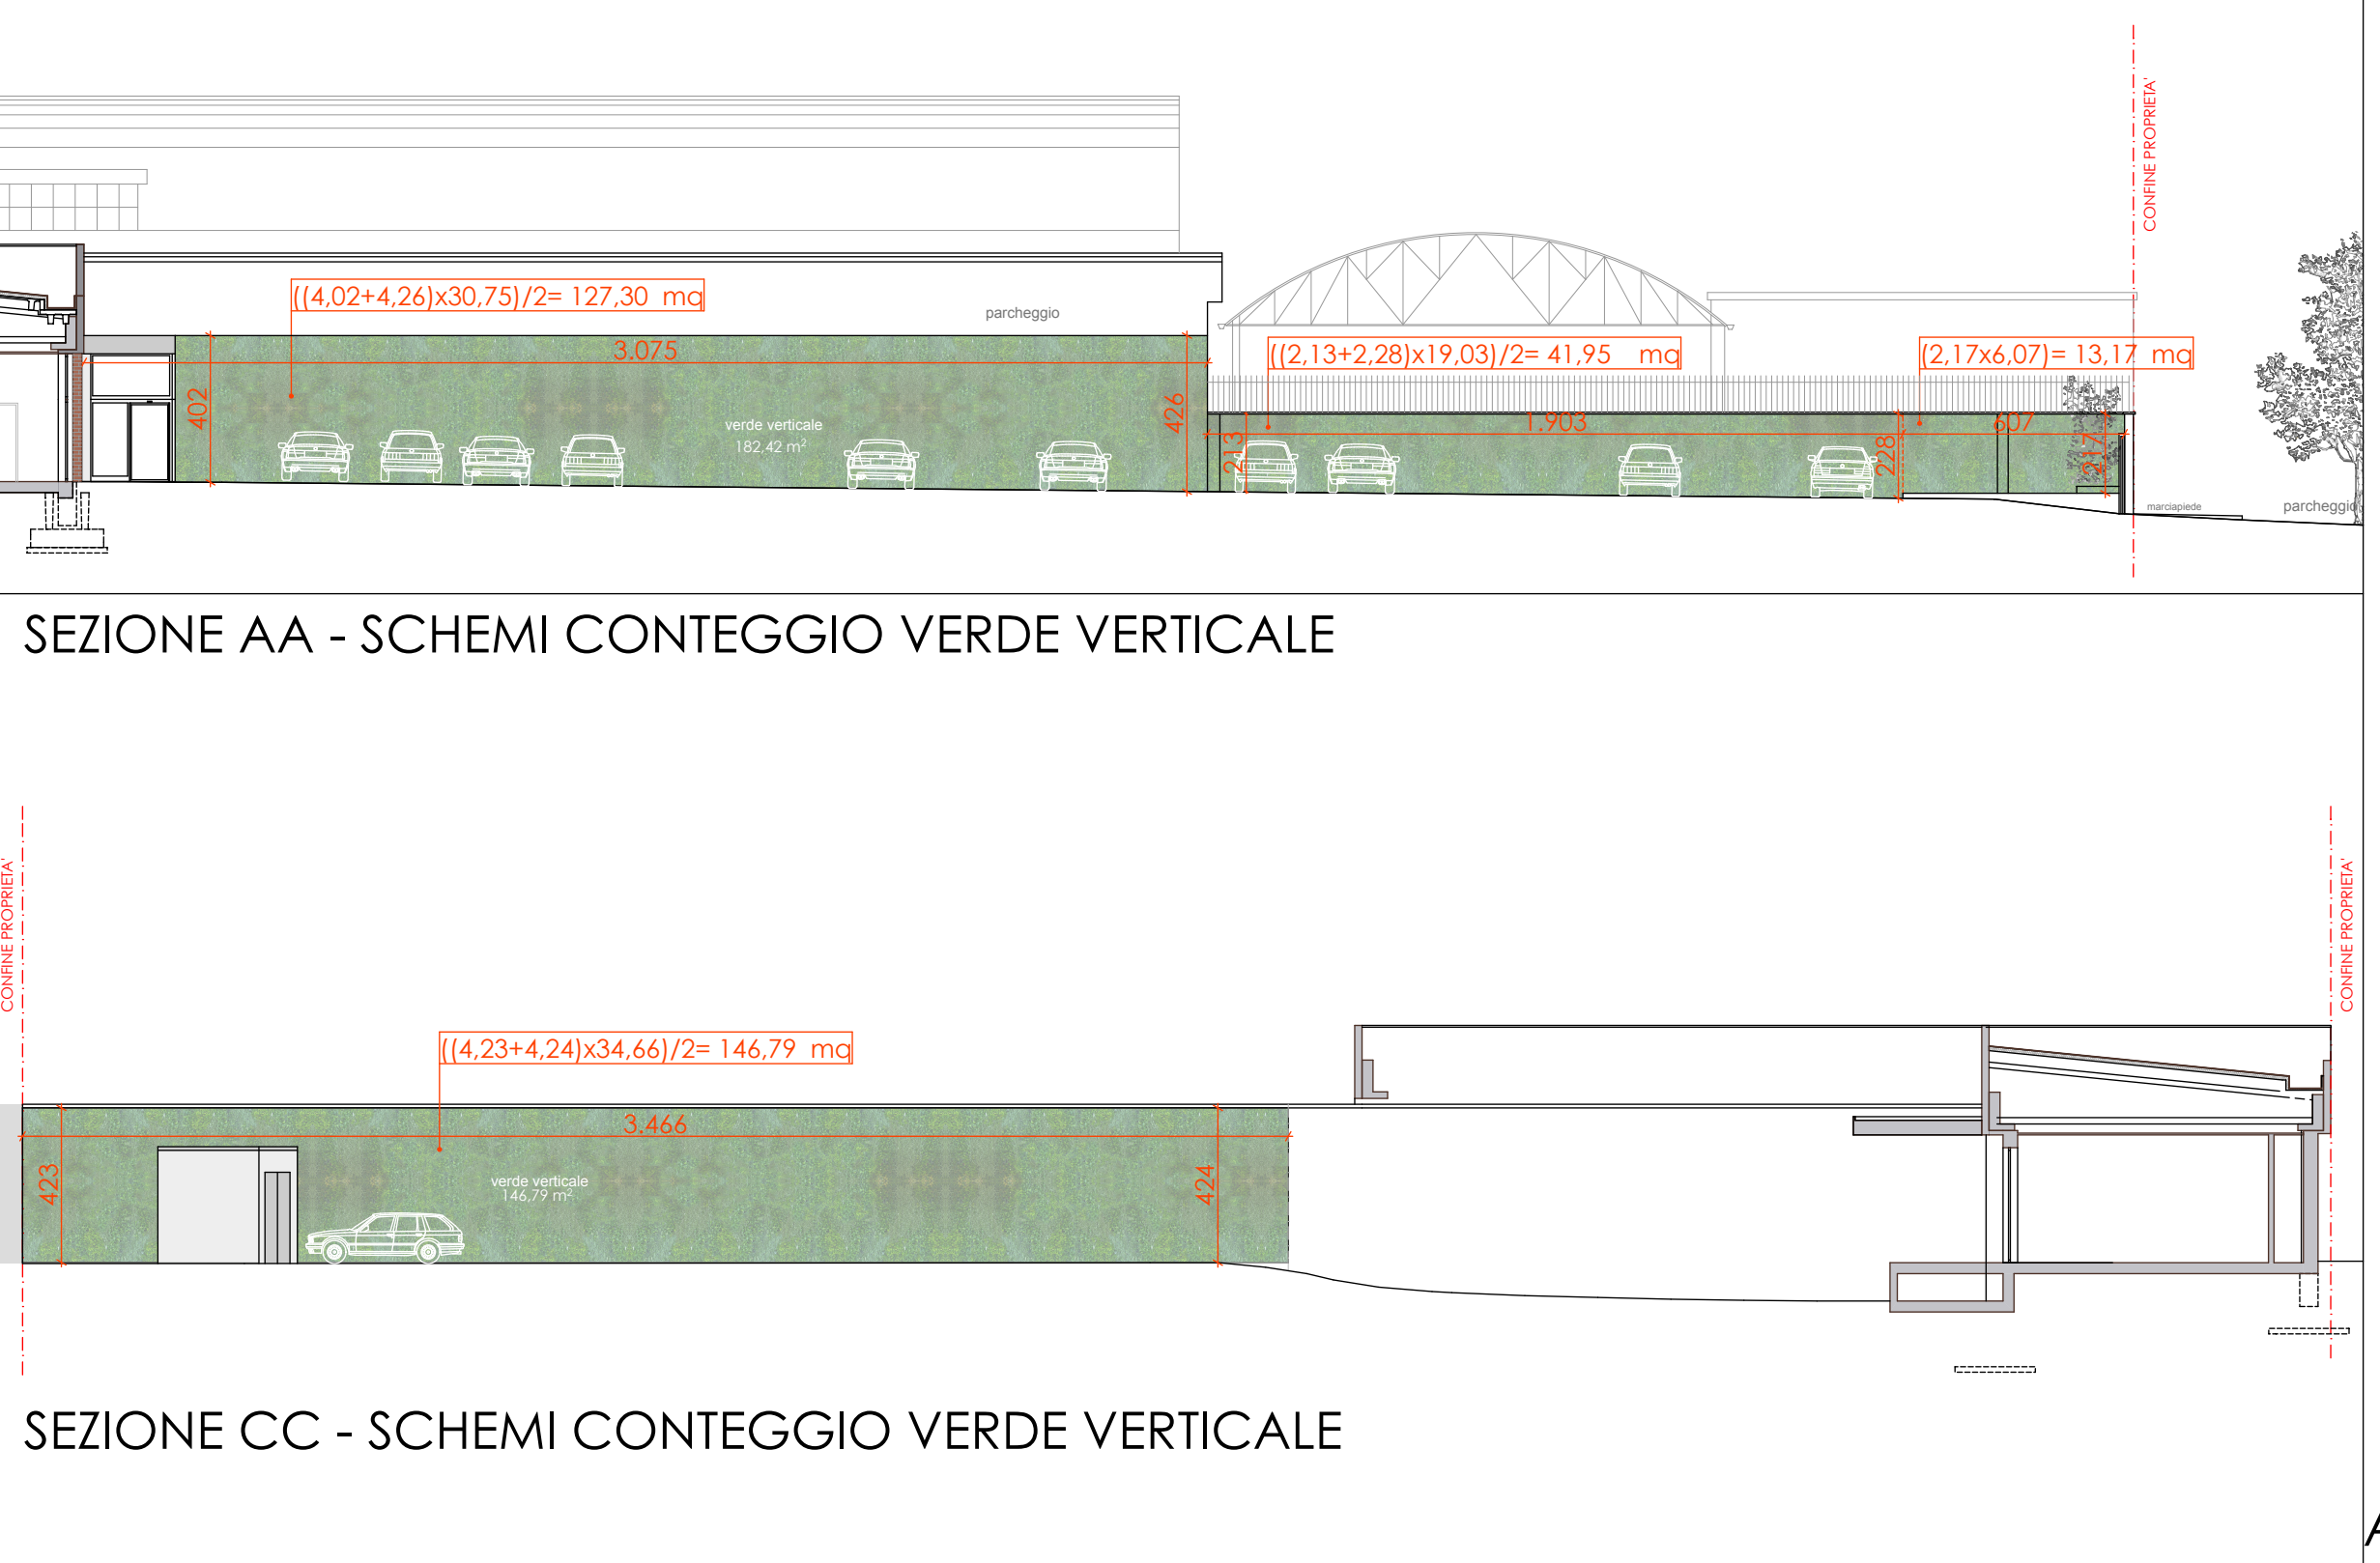 CONFINE PROPRIETA'
((4,02+4,26)x30,75)/2= 127,30 mq
parcheggio
3.075
((2,13+2,28)x19,03)/2= 41,95 mq
(2,17x6,07)= 13,17 mq
402
verde verticale
182,42 m2
426
213
1.903
228
607
217
marciapiede
parcheggio
SEZIONE AA - SCHEMI CONTEGGIO VERDE VERTICALE
CONFINE PROPRIETA'
CONFINE PROPRIETA'
((4,23+4,24)x34,66)/2= 146,79 mq
3.466
423
verde verticale
146,79 m2
424
SEZIONE CC - SCHEMI CONTEGGIO VERDE VERTICALE